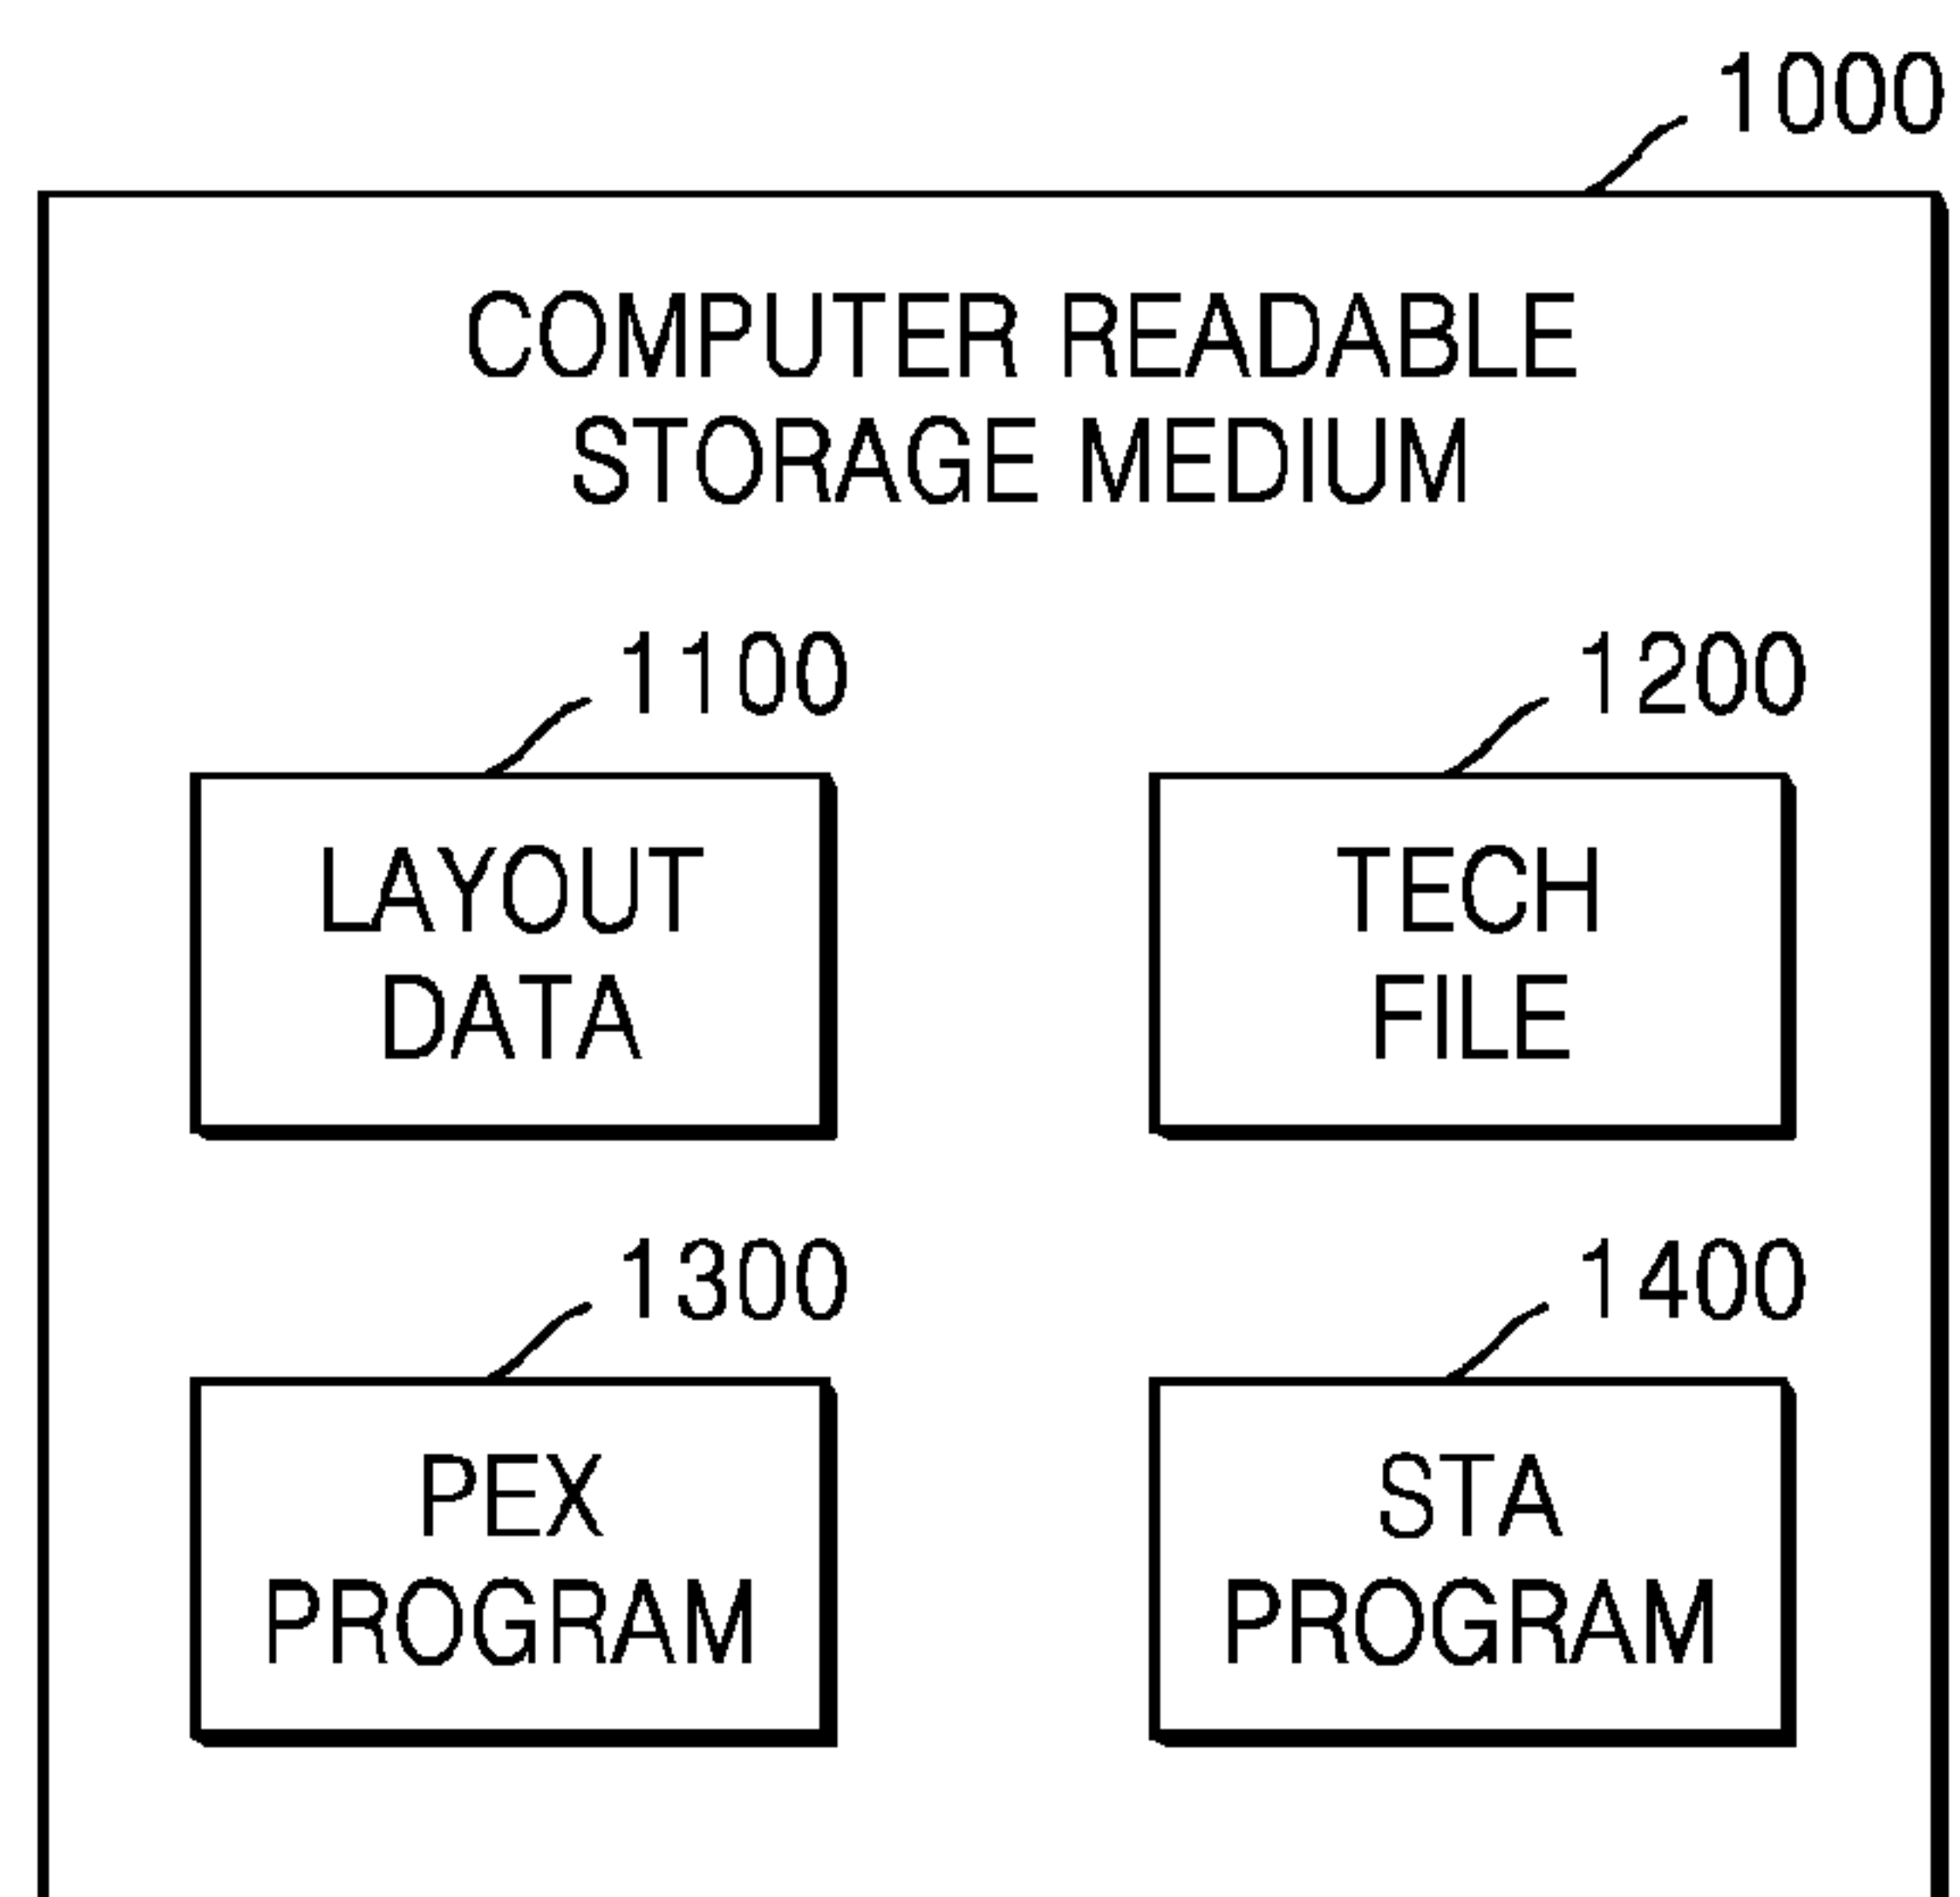 1000
COMPUTER READABLE
STORAGE MEDIUM
1100
1200
LAYOUT
DATA
TECH
FILE
1300
1400
PEX
PROGRAM
STA
PROGRAM